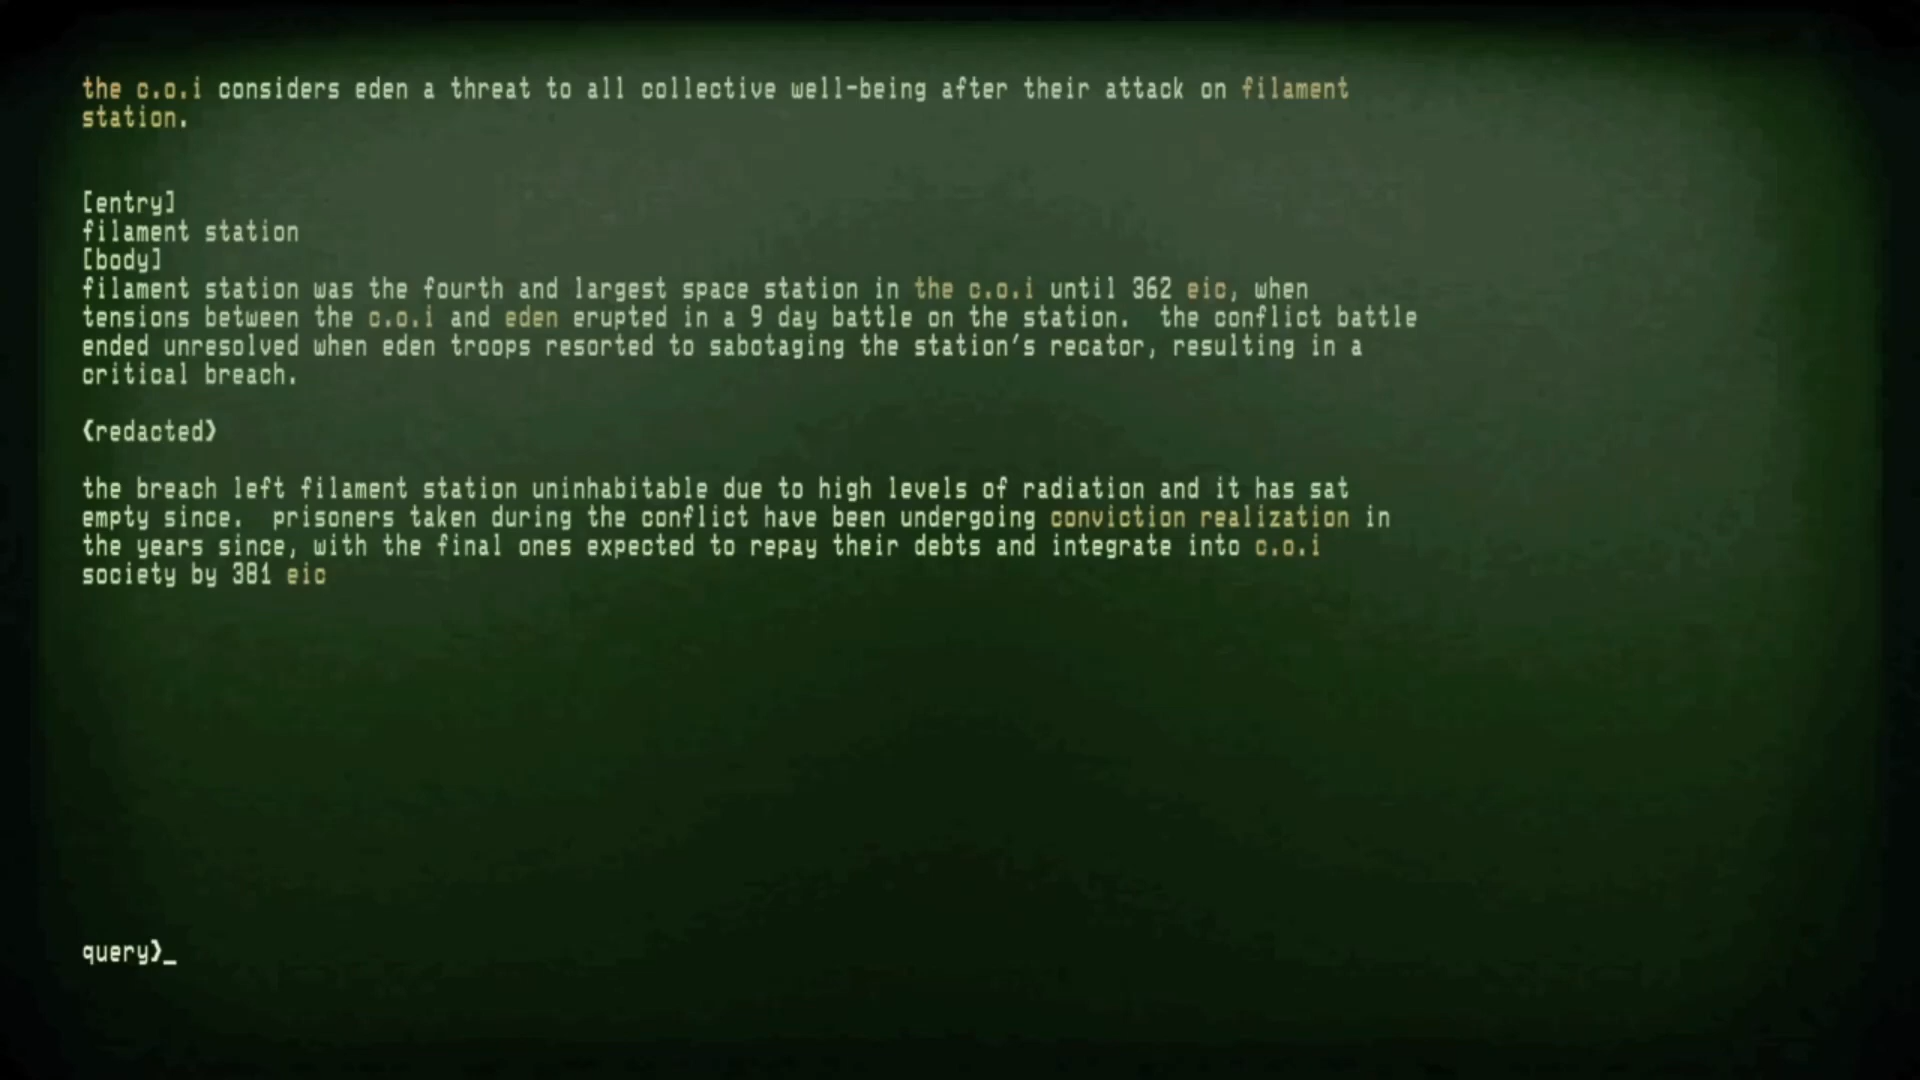 the c.o.i considers eden a threat to all collective well-being after their attack on filament
station.
[entry]
filament station
[body]
filament station was the fourth and largest space station in the c.o.i until 362 eic, when
tensions between the c.o.i and eden erupted in a 9 day battle on the station.  the conflict battle
ended unresolved when eden troops resorted to sabotaging the station's recator, resulting in a
critical breach.
<redacted>
the breach left filament station uninhabitable due to high levels of radiation and it has sat
empty since.  prisoners taken during the conflict have been undergoing conviction realization in
the years since, with the final ones expected to repay their debts and integrate into c.o.i
society by 381 eic
query>_